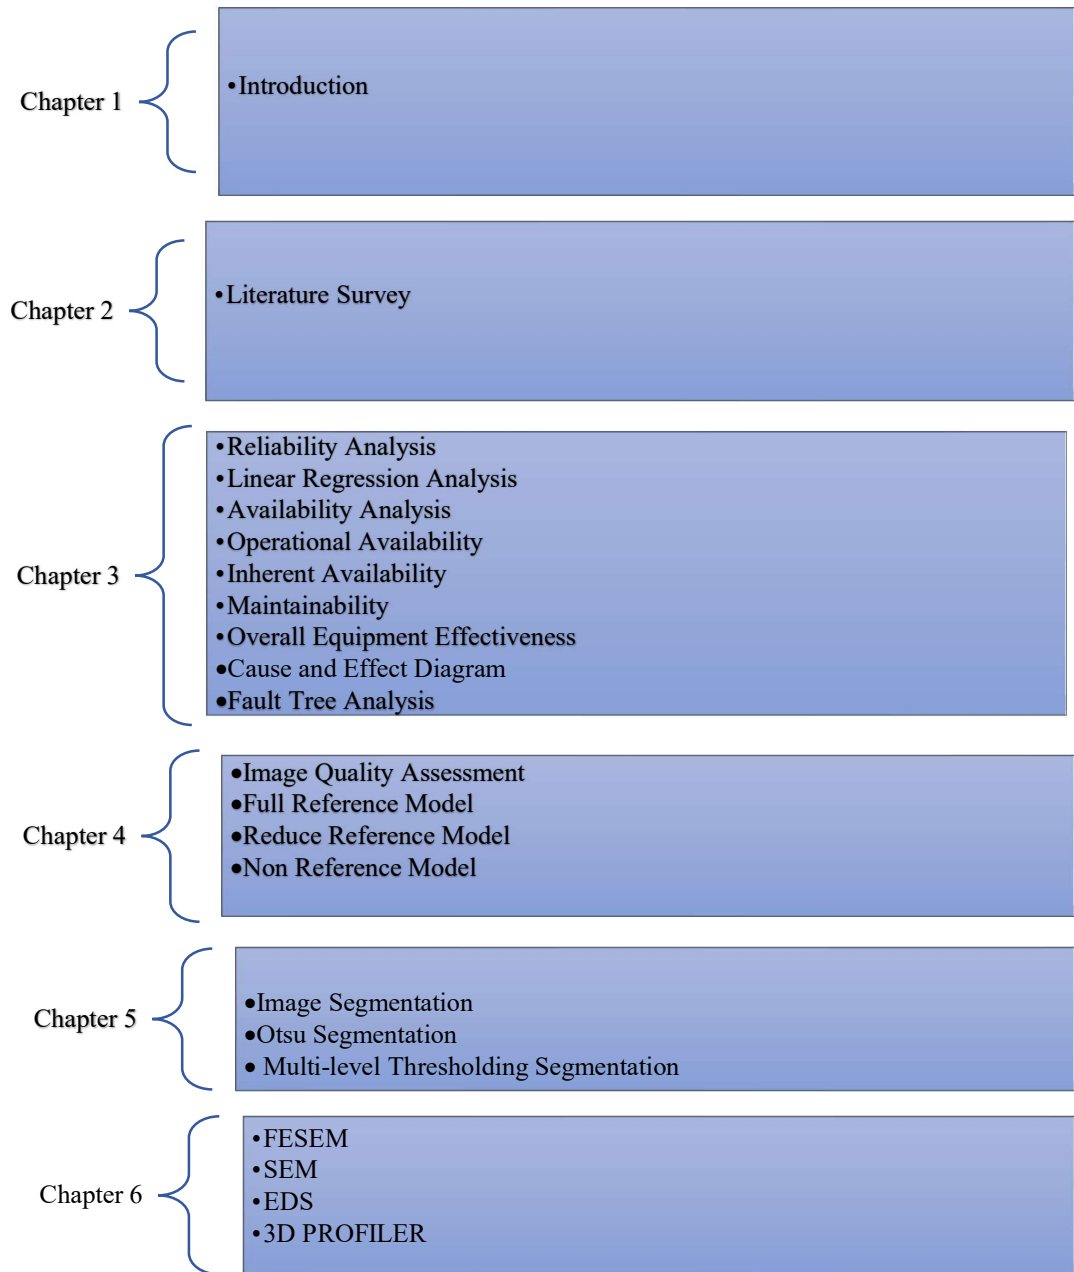 Chapter 1
•Introduction
Chapter 2
•Literature Survey
Chapter 3
•Reliability Analysis
•Linear Regression Analysis
•Availability Analysis
•Operational Availability
•Inherent Availability
•Maintainability
•Overall Equipment Effectiveness
•Cause and Effect Diagram
•Fault Tree Analysis
Chapter 4
•Image Quality Assessment
•Full Reference Model
•Reduce Reference Model
•Non Reference Model
Chapter 5
•Image Segmentation
•Otsu Segmentation
• Multi-level Thresholding Segmentation
Chapter 6
•FESEM
•SEM
•EDS
•3D PROFILER